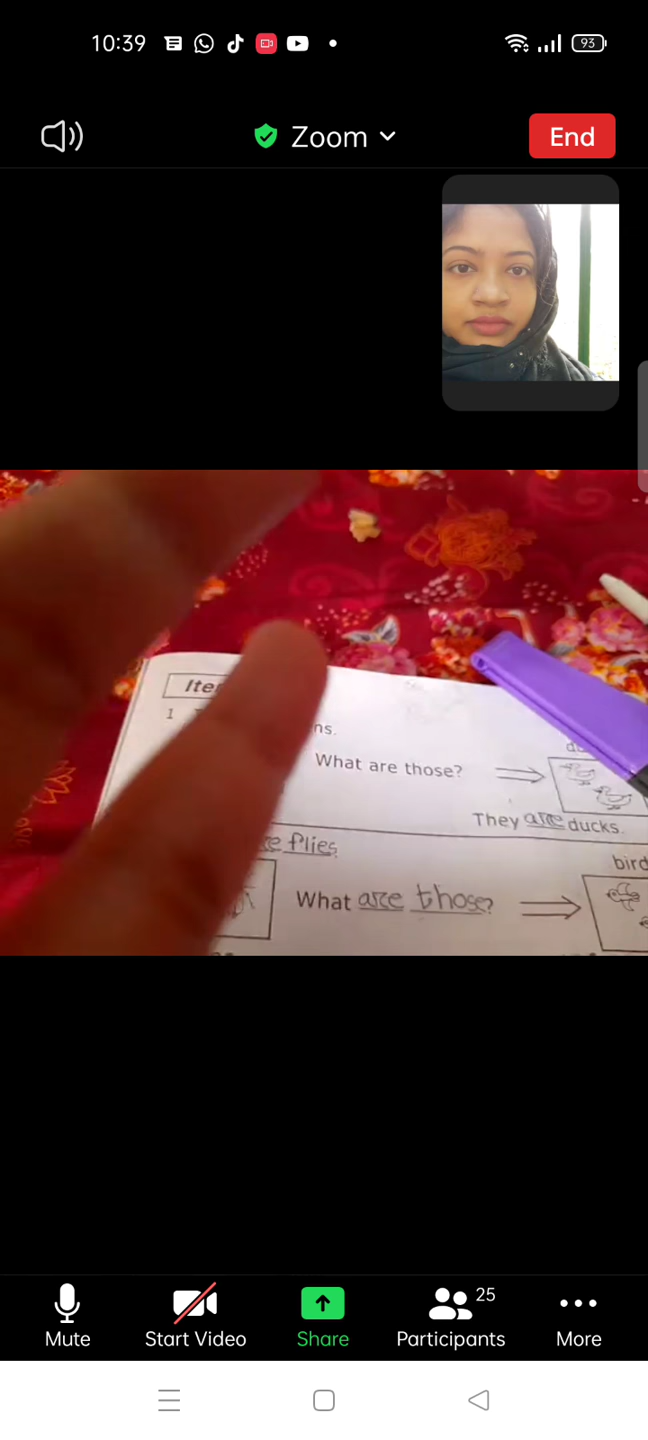 10:39
93
Zoom
End
1
ns.
What are those?
They are ducks.
flies
bird
What are those?
25
Mute
Start Video
Share
Participants
More